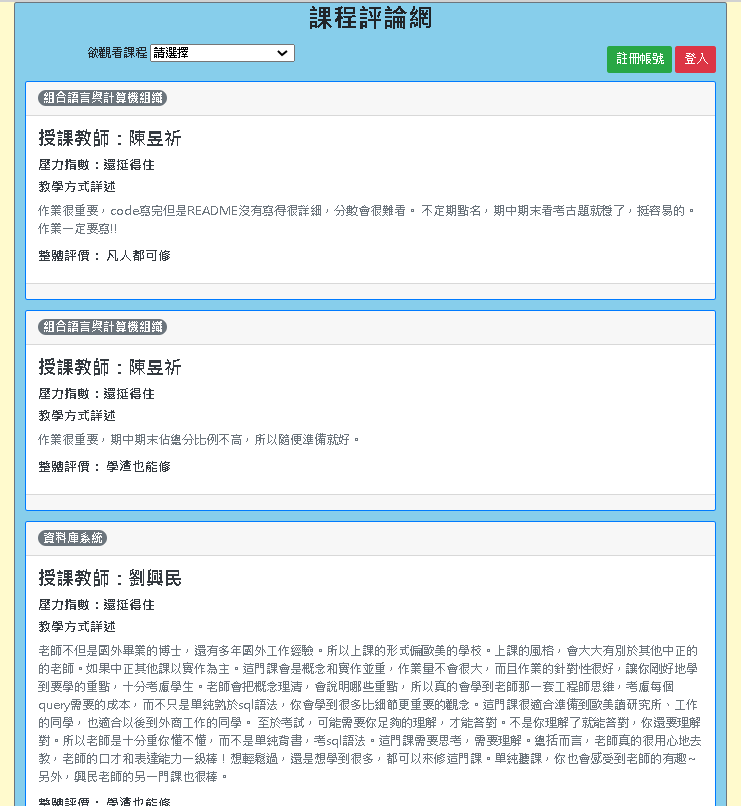 課程評論網
欲觀看課程 請選擇
註冊帳號 登入
組合語言與計算機組織
授課教師：陳昱祈
壓力指數：還挺得住
教學方式詳述
作業很重要，code寫完但是README沒有寫得很詳細，分數會很難看。 不定期點名，期中期末看考古題就穩了，挺容易的。
作業一定要寫!!
整體評價： 凡人都可修
組合語言與計算機組織
授課教師：陳昱祈
壓力指數：還挺得住
教學方式詳述
作業很重要，期中期末佔總分比例不高，所以隨便準備就好。
整體評價： 學渣也能修
資料庫系統
授課教師：劉興民
壓力指數：還挺得住
教學方式詳述
老師不但是國外畢業的博士，還有多年國外工作經驗。所以上課的形式偏歐美的學校。上課的風格，會大大有別於其他中正的
的老師。如果中正其他課以實作為主。這門課會是概念和實作並重，作業量不會很大，而且作業的針對性很好，讓你剛好地學
到要學的重點，十分考慮學生。老師會把概念理清，會說明哪些重點，所以真的會學到老師那一套工程師思維，考慮每個
query需要的成本，而不只是單純熟於sql語法，你會學到很多比細節更重要的觀念。這門課很適合準備到歐美讀研究所、工作
的同學，也適合以後到外商工作的同學。 至於考試，可能需要你足夠的理解，才能答對。不是你理解了就能答對，你還要理解
對。所以老師是十分重你懂不懂，而不是單純背書，考sql語法。這門課需要思考，需要理解。總括而言，老師真的很用心地去
教，老師的口才和表達能力一級棒！想輕鬆過，還是想學到很多，都可以來修這門課。單純聽課，你也會感受到老師的有趣~
另外，興民老師的另一門課也很棒。
整體評價： 學渣也能修